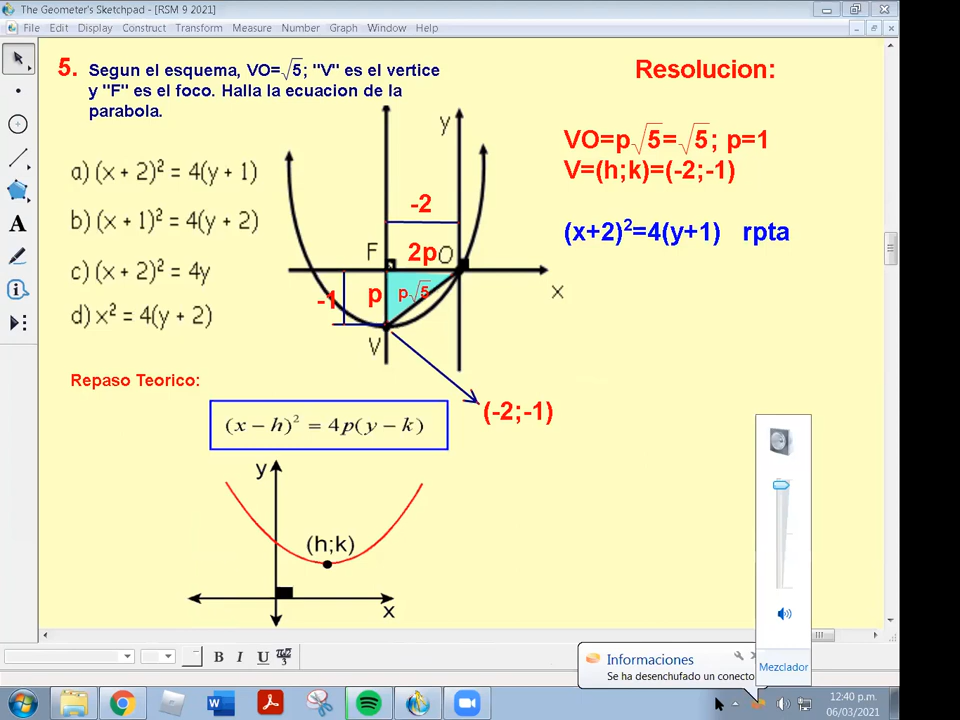 The Geometer's Sketchpad - [RSM 9 2021]
File Edit Display Construct Transform Measure Number Graph Window Help
5. Segun el esquema, VO=√5; "V" es el vertice
y "F" es el foco. Halla la ecuacion de la
parabola.
a) (x + 2)² = 4(y + 1)
b) (x + 1)² = 4(y + 2)
c) (x + 2)² = 4y
d) x² = 4(y + 2)
y
-2
F
2p
O
x
-1
p
p√5
V
(-2;-1)
Resolucion:
VO=p√5=√5; p=1
V=(h;k)=(-2;-1)
(x+2)²=4(y+1) rpta
Repaso Teorico:
(x − h)² = 4p(y − k)
y
(h;k)
x
B I U
Informaciones
Se ha desenchufado un conecto
Mezclador
12:40 p.m.
06/03/2021